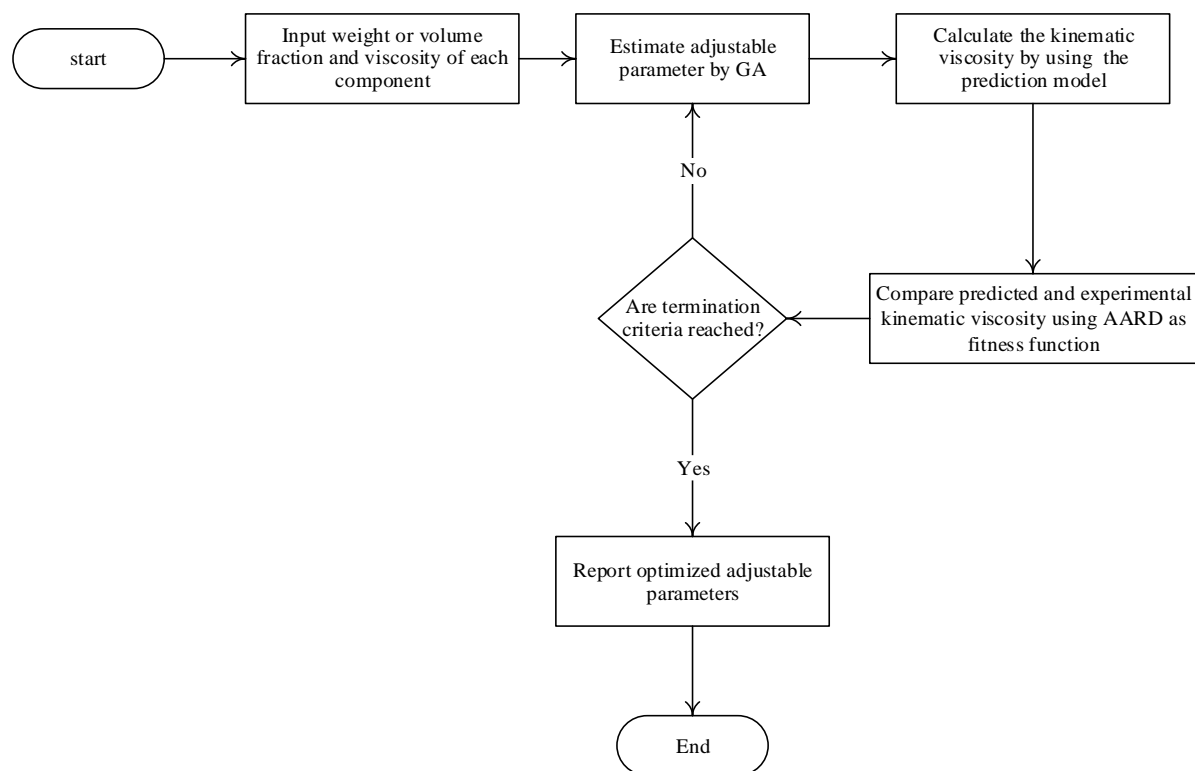 start
Input weight or volume
fraction and viscosity of each
component
Estimate adjustable
parameter by GA
Calculate the kinematic
viscosity by using the
prediction model
No
Are termination
criteria reached?
Compare predicted and experimental
kinematic viscosity using AARD as
fitness function
Yes
Report optimized adjustable
parameters
End